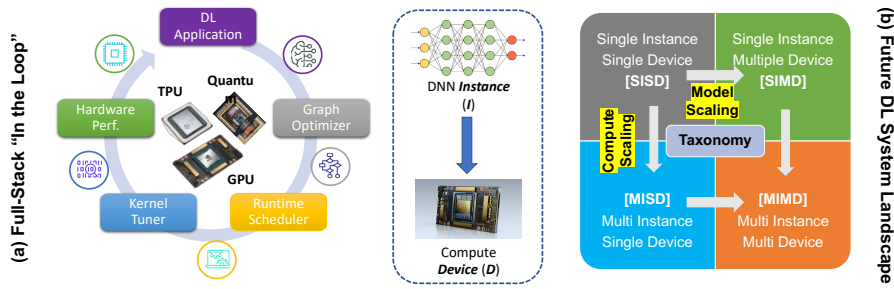 (a) Full-Stack "In the Loop"
DL
Application
Graph
Optimizer
Runtime
Scheduler
Kernel
Tuner
Hardware
Perf.
TPU
Quantu
GPU
DNN Instance
(I)
Compute
Device (D)
Single Instance
Single Device
[SISD]
Single Instance
Multiple Device
[SIMD]
Model
Scaling
Compute
Scaling
Taxonomy
[MISD]
Multi Instance
Single Device
[MIMD]
Multi Instance
Multi Device
(b) Future DL System Landscape